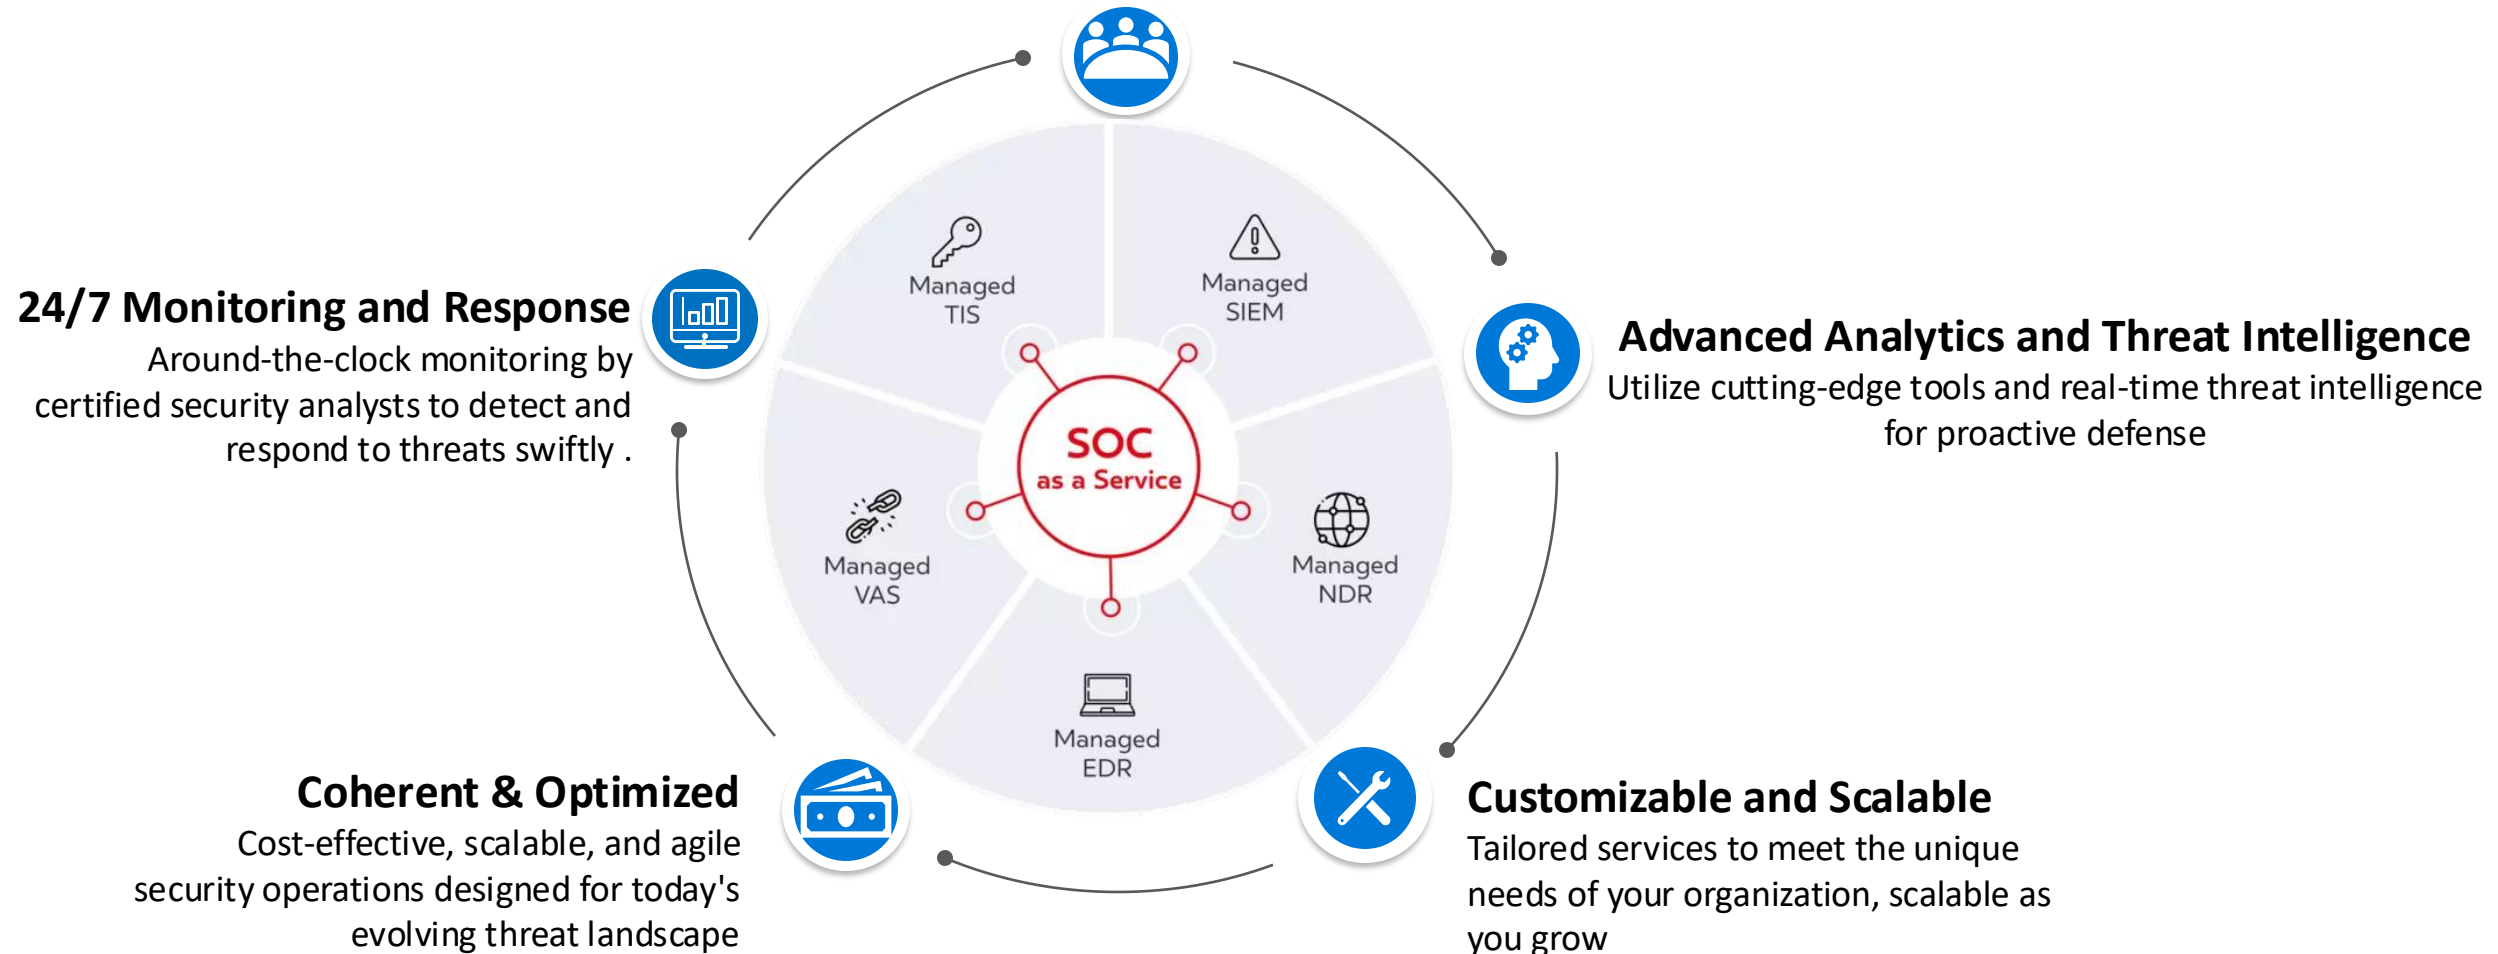 24/7 Monitoring and Response
Around-the-clock monitoring by
certified security analysts to detect and
respond to threats swiftly .
Managed
TIS
Managed
SIEM
Advanced Analytics and Threat Intelligence
Utilize cutting-edge tools and real-time threat intelligence
for proactive defense
SOC
as a Service
Managed
VAS
Managed
NDR
Managed
EDR
Coherent & Optimized
Cost-effective, scalable, and agile
security operations designed for today's
evolving threat landscape
Customizable and Scalable
Tailored services to meet the unique
needs of your organization, scalable as
you grow